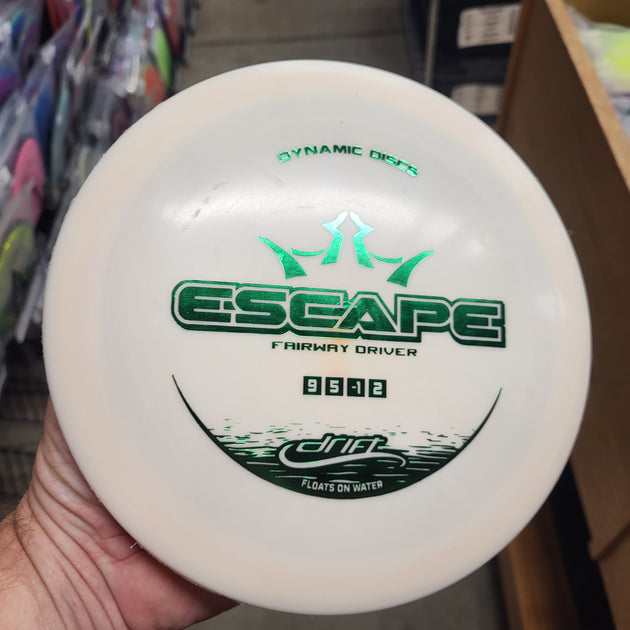 DYNAMIC DISCS
ESCAPE
FAIRWAY DRIVER
9 5 -1 2
drift
FLOATS ON WATER